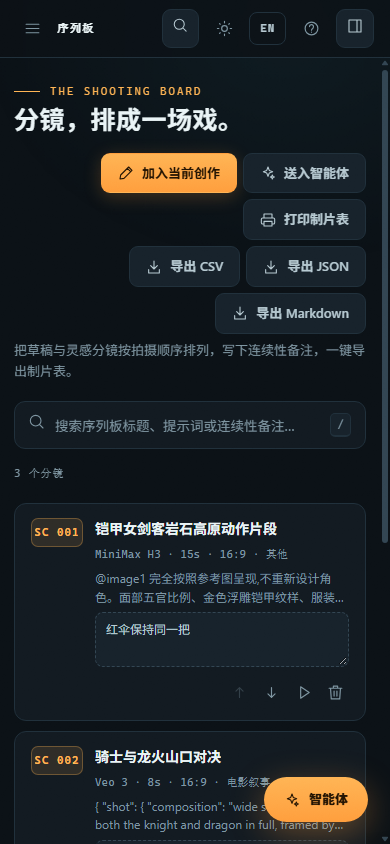 序列板
EN
THE SHOOTING BOARD
分镜，排成一场戏。
加入当前创作
送入智能体
打印制片表
导出 CSV
导出 JSON
导出 Markdown
把草稿与灵感分镜按拍摄顺序排列，写下连续性备注，一键导
出制片表。
搜索序列板标题、提示词或连续性备注... /
3 个分镜
SC 001
铠甲女剑客岩石高原动作片段
MiniMax H3 · 15s · 16:9 · 其他
@image1 完全按照参考图呈现,不重新设计角
色。面部五官比例、金色浮雕铠甲纹样、服装...
红伞保持同一把
SC 002
骑士与龙火山口对决
Veo 3 · 8s · 16:9 · 电影叙事
{ "shot": { "composition": "wide s
both the knight and dragon in full, framed by...
智能体